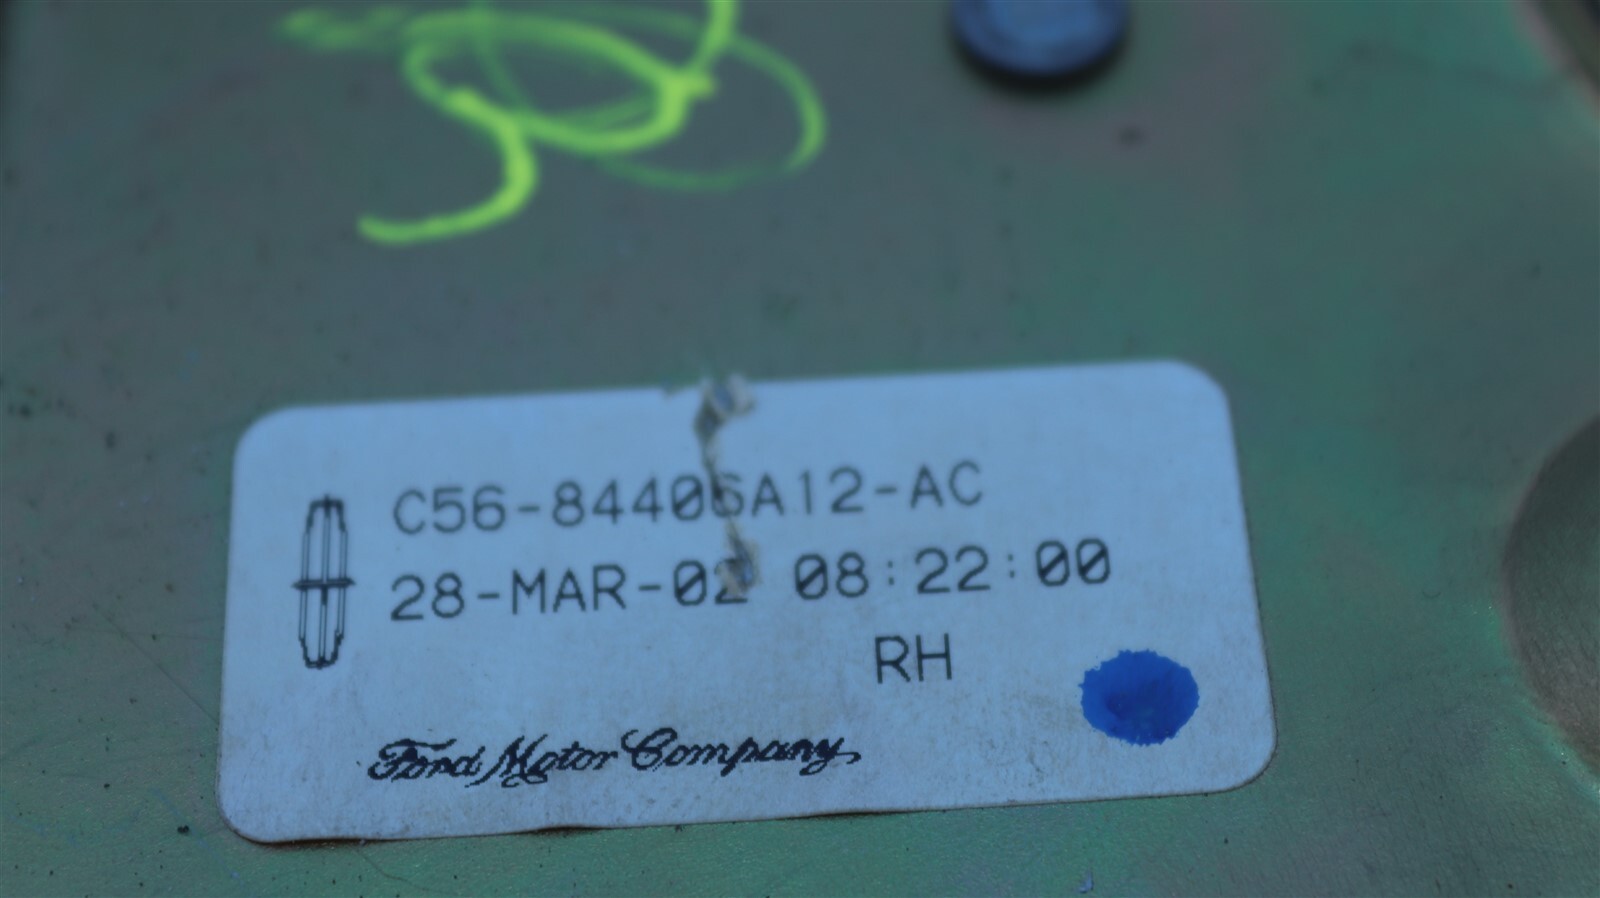 C56-84406A12-AC
28-MAR-02 08:22:00
RH
Ford Motor Company